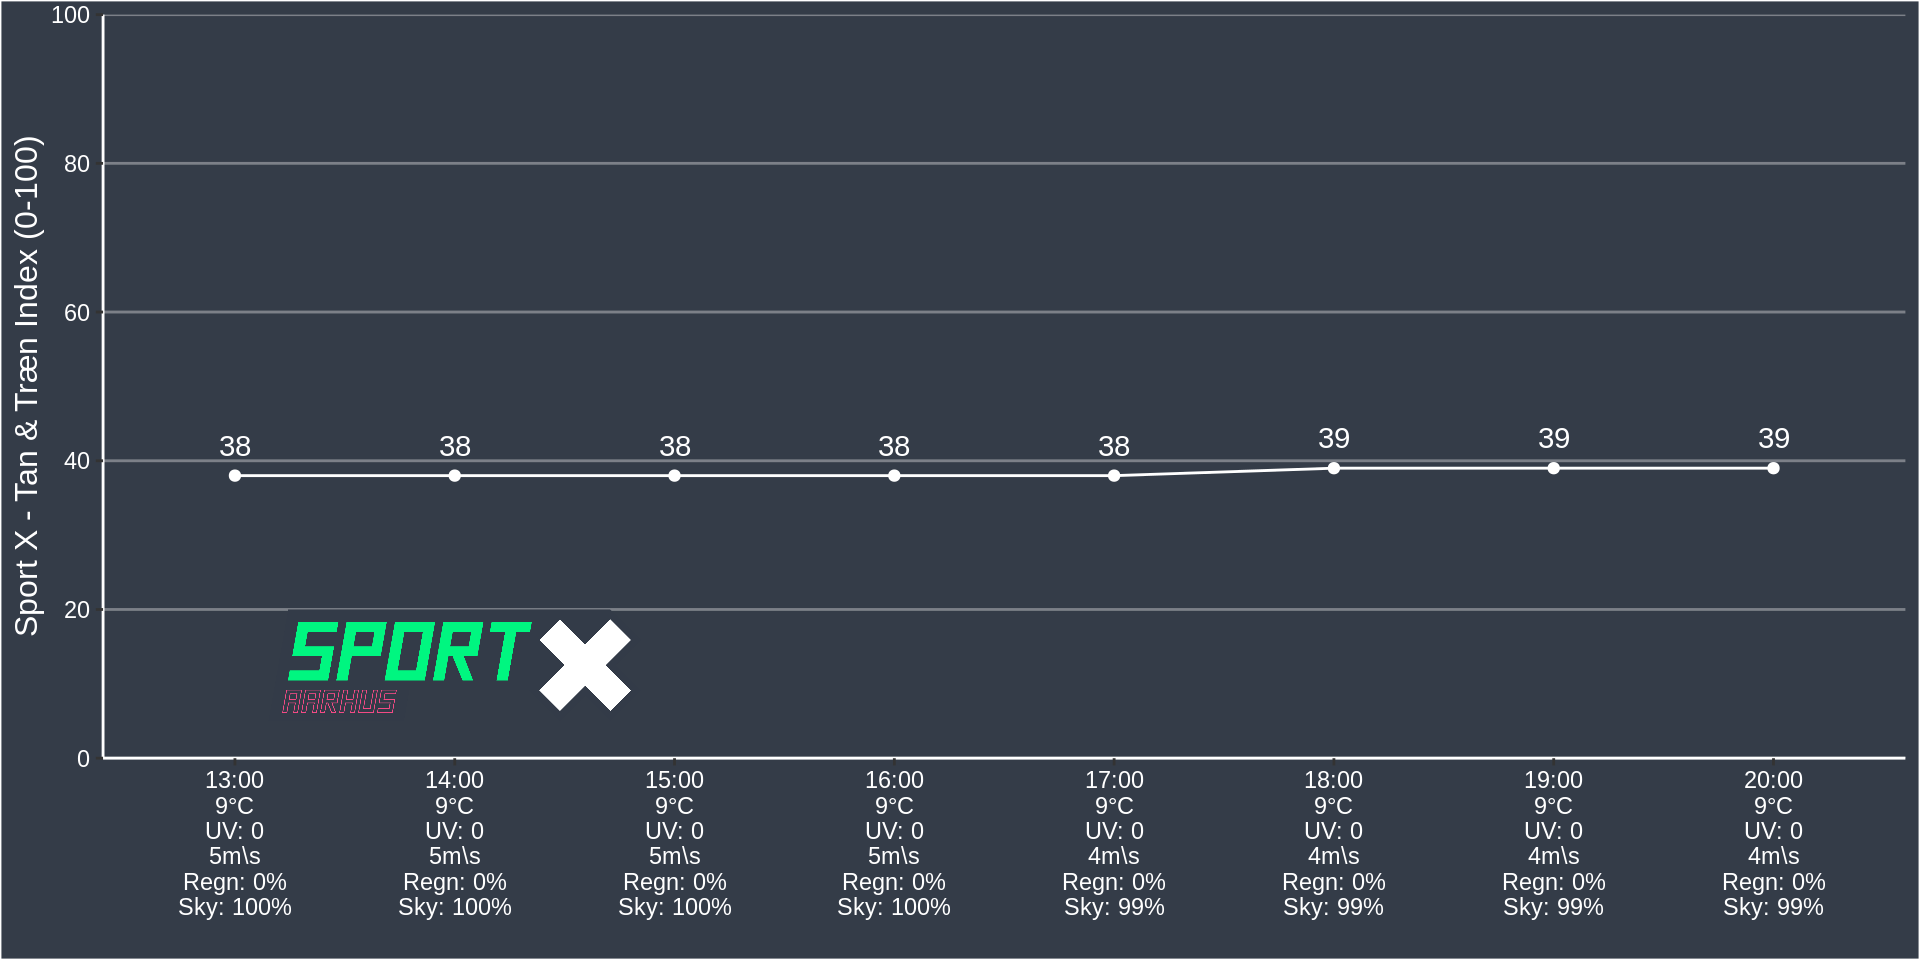 Sport X - Tan & Træn Index (0-100)
100
80
60
40
20
0
38 38 38 38 38 39 39 39
SPORT X
AARHUS
13:00 14:00 15:00 16:00 17:00 18:00 19:00 20:00
9°C 9°C 9°C 9°C 9°C 9°C 9°C 9°C
UV: 0 UV: 0 UV: 0 UV: 0 UV: 0 UV: 0 UV: 0 UV: 0
5m\s 5m\s 5m\s 5m\s 4m\s 4m\s 4m\s 4m\s
Regn: 0% Regn: 0% Regn: 0% Regn: 0% Regn: 0% Regn: 0% Regn: 0% Regn: 0%
Sky: 100% Sky: 100% Sky: 100% Sky: 100% Sky: 99% Sky: 99% Sky: 99% Sky: 99%